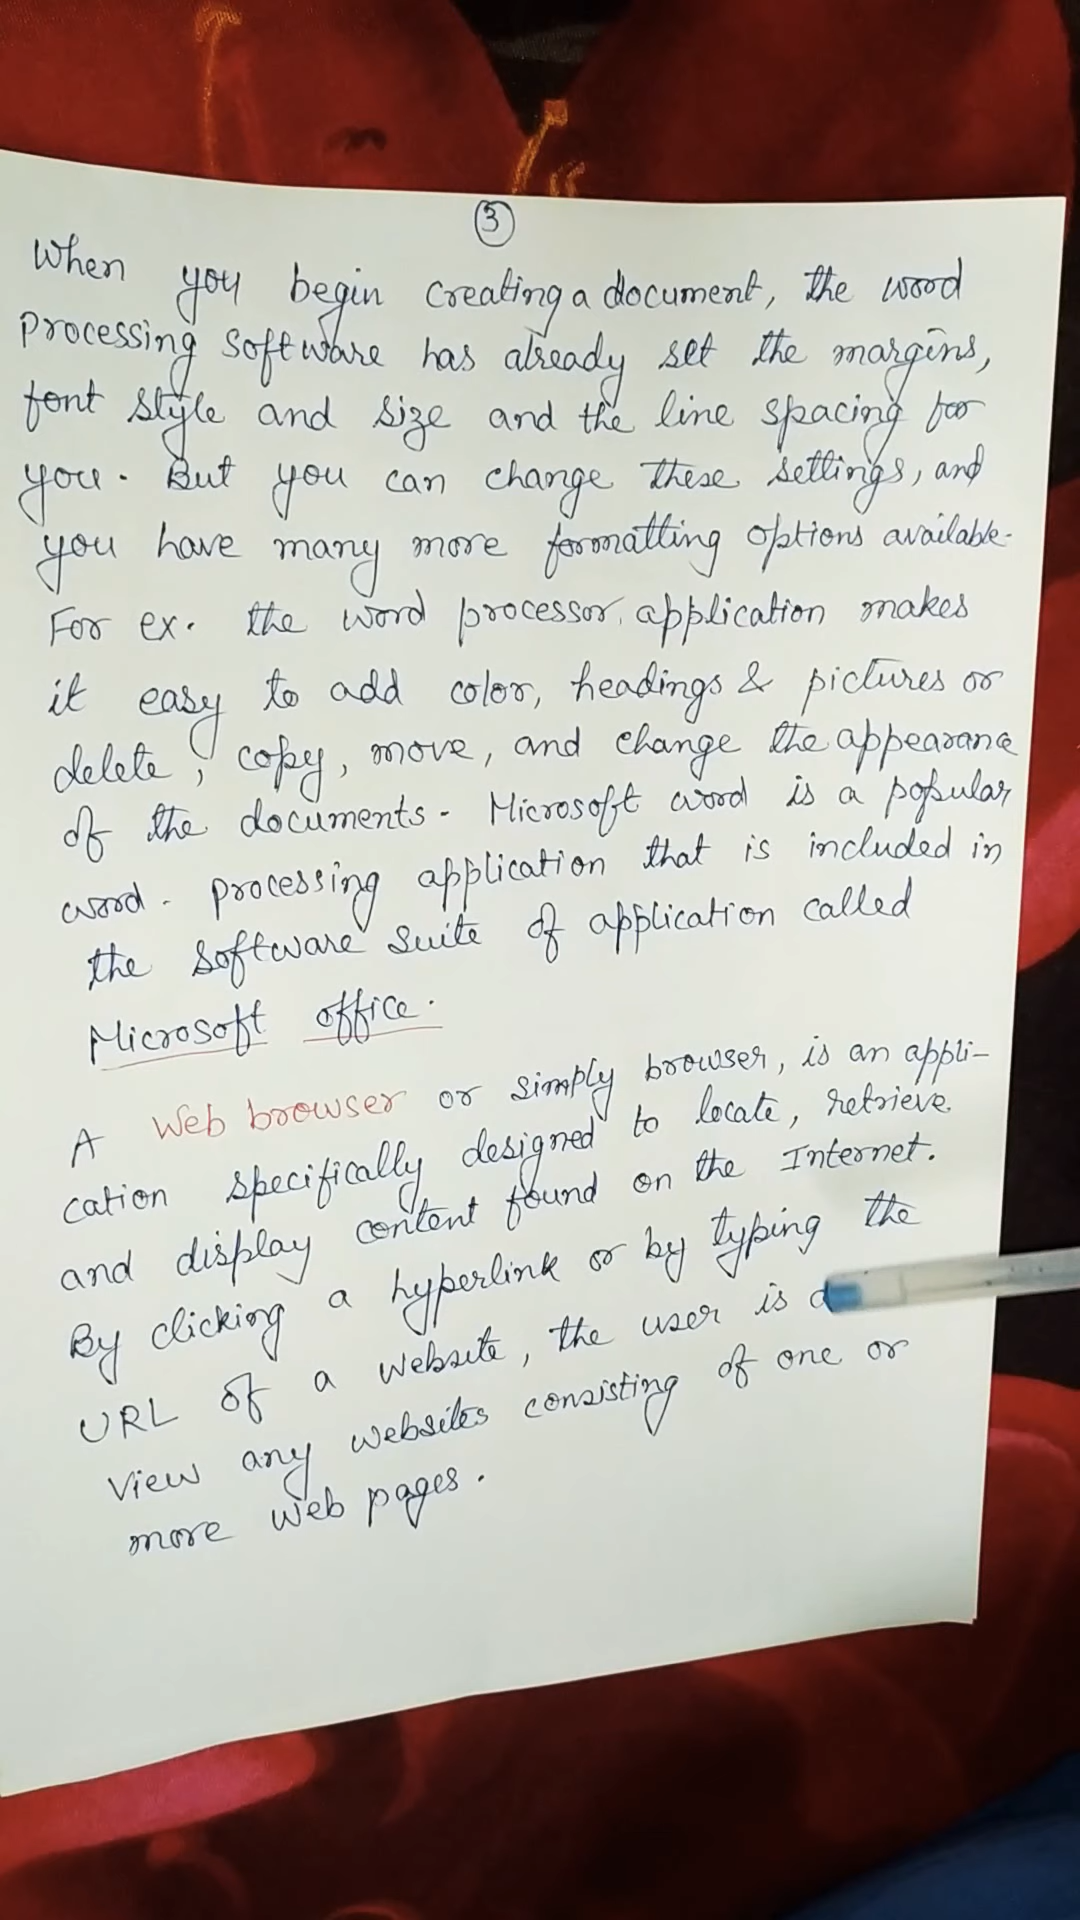 3
When you begin creating a document, the word
processing software has already set the margins,
font style and size and the line spacing for
you. But you can change these settings, and
you have many more formatting options available.
For ex. the word processor, application makes
it easy to add color, headings & pictures or
delete, copy, move, and change the appearance
of the documents. Microsoft word is a popular
word-processing application that is included in
the software suite of application called
Microsoft office.
A Web browser or simply browser, is an appli-
cation specifically designed to locate, retrieve
and display content found on the Internet.
By clicking a hyperlink or by typing the
URL of a website, the user is
view any websites consisting of one or
more web pages.